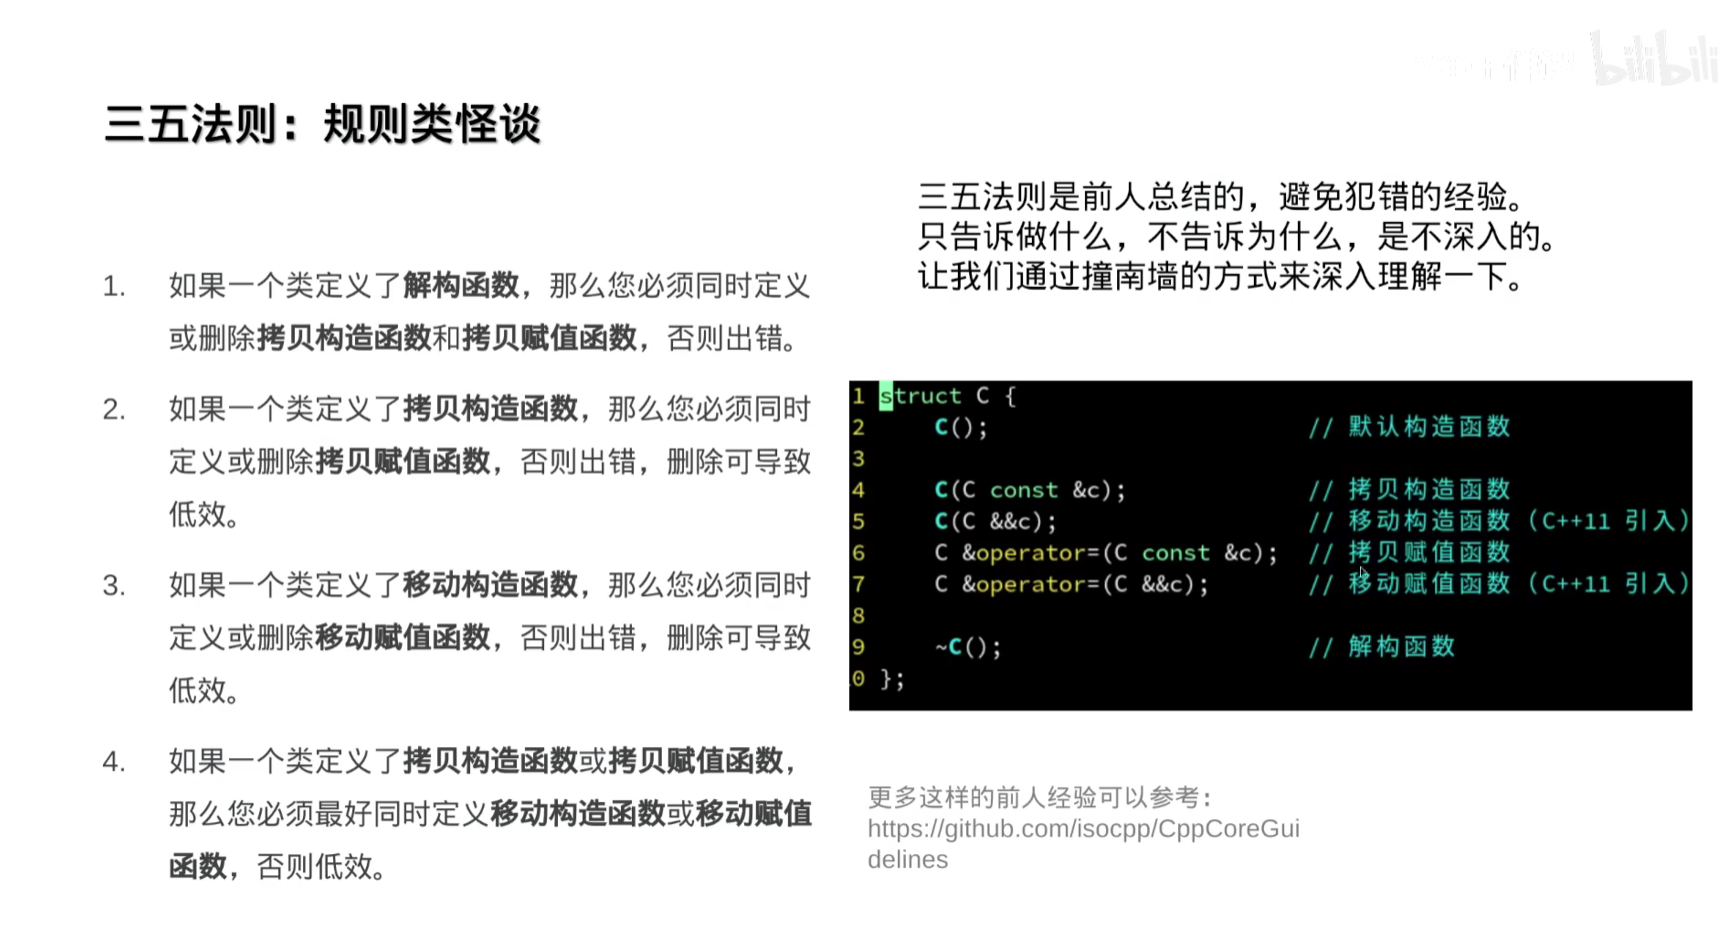 bilibili
三五法则：规则类怪谈
三五法则是前人总结的，避免犯错的经验。
只告诉做什么，不告诉为什么，是不深入的。
让我们通过撞南墙的方式来深入理解一下。
1. 如果一个类定义了解构函数，那么您必须同时定义
或删除拷贝构造函数和拷贝赋值函数，否则出错。
2. 如果一个类定义了拷贝构造函数，那么您必须同时
定义或删除拷贝赋值函数，否则出错，删除可导致
低效。
3. 如果一个类定义了移动构造函数，那么您必须同时
定义或删除移动赋值函数，否则出错，删除可导致
低效。
4. 如果一个类定义了拷贝构造函数或拷贝赋值函数，
那么您必须最好同时定义移动构造函数或移动赋值
函数，否则低效。
1 struct C {
2 C(); // 默认构造函数
3
4 C(C const &c); // 拷贝构造函数
5 C(C &&c); // 移动构造函数（C++11 引入）
6 C &operator=(C const &c); // 拷贝赋值函数
7 C &operator=(C &&c); // 移动赋值函数（C++11 引入）
8
9 ~C(); // 解构函数
0 };
更多这样的前人经验可以参考：
https://github.com/isocpp/CppCoreGui
delines